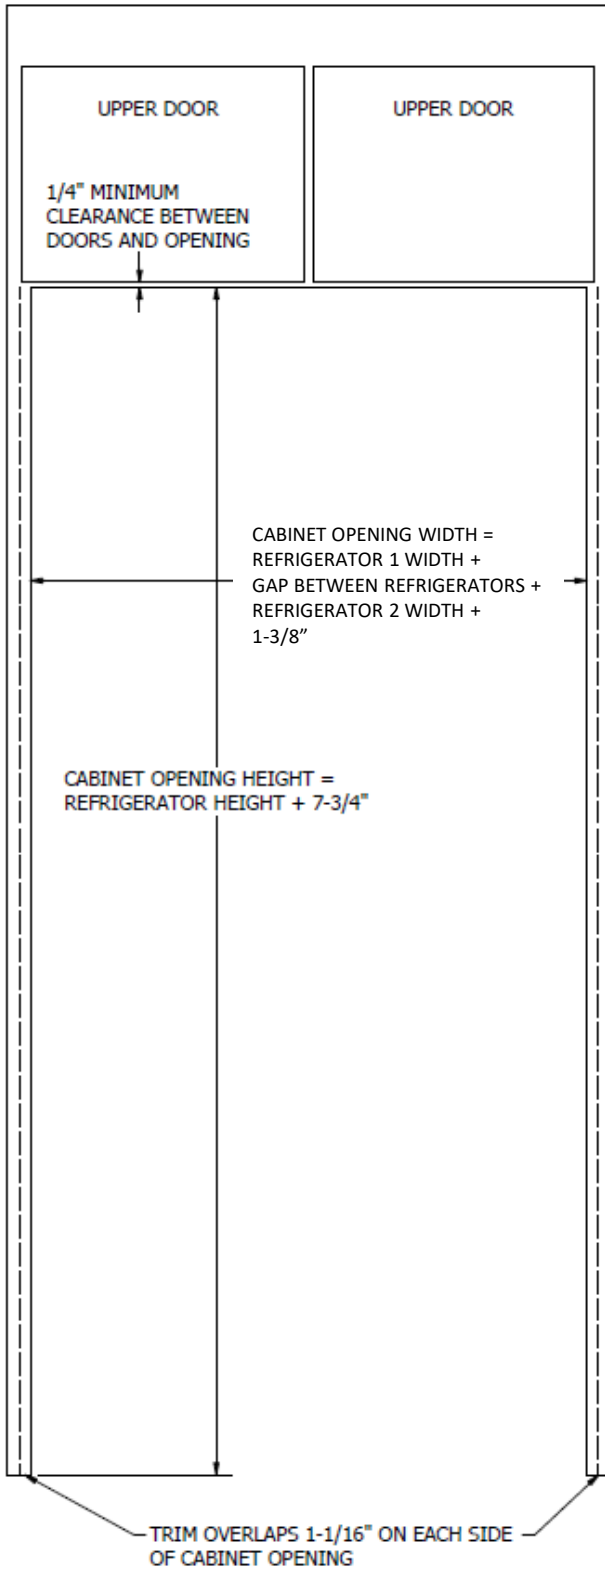 UPPER DOOR
UPPER DOOR
1/4" MINIMUM
CLEARANCE BETWEEN
DOORS AND OPENING
CABINET OPENING WIDTH =
REFRIGERATOR 1 WIDTH +
GAP BETWEEN REFRIGERATORS +
REFRIGERATOR 2 WIDTH +
1-3/8”
CABINET OPENING HEIGHT =
REFRIGERATOR HEIGHT + 7-3/4"
TRIM OVERLAPS 1-1/16" ON EACH SIDE
OF CABINET OPENING